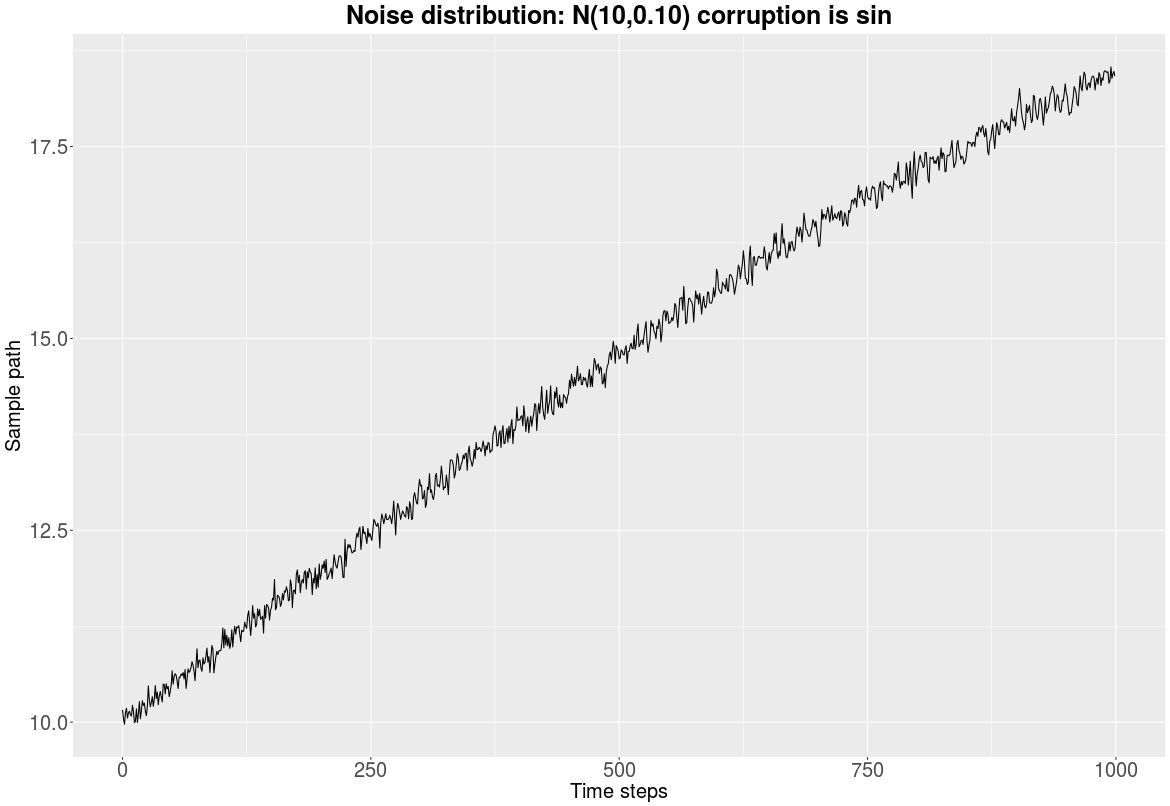 Noise distribution: N(10,0.10) corruption is sin
Sample path
17.5
15.0
12.5
10.0
0 250 500 750 1000
Time steps